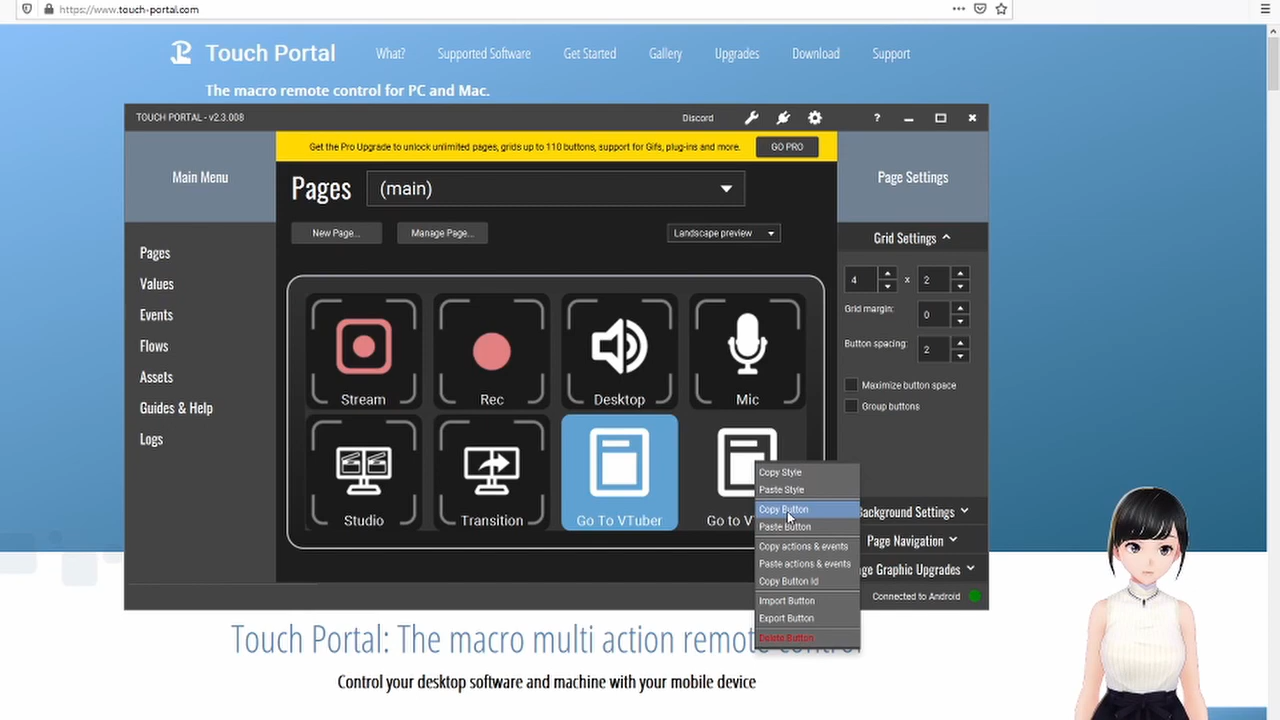 https://www.touch-portal.com
Touch Portal
What?
Supported Software
Get Started
Gallery
Upgrades
Download
Support
The macro remote control for PC and Mac.
TOUCH PORTAL - v2.3.008
Discord
?
Get the Pro Upgrade to unlock unlimited pages, grids up to 110 buttons, support for Gifs, plug-ins and more.
GO PRO
Main Menu
Pages
(main)
Page Settings
New Page...
Manage Page...
Landscape preview
Grid Settings
Pages
Values
Events
Flows
Assets
Guides & Help
Logs
4 x 2
Grid margin: 0
Button spacing: 2
Maximize button space
Group buttons
Stream
Rec
Desktop
Mic
Studio
Transition
Go To VTuber
Go to V
Copy Style
Paste Style
Copy Button
Paste Button
Copy actions & events
Paste actions & events
Copy Button Id
Import Button
Export Button
Delete Button
Background Settings
Page Navigation
ge Graphic Upgrades
Connected to Android
Touch Portal: The macro multi action remote control
Control your desktop software and machine with your mobile device